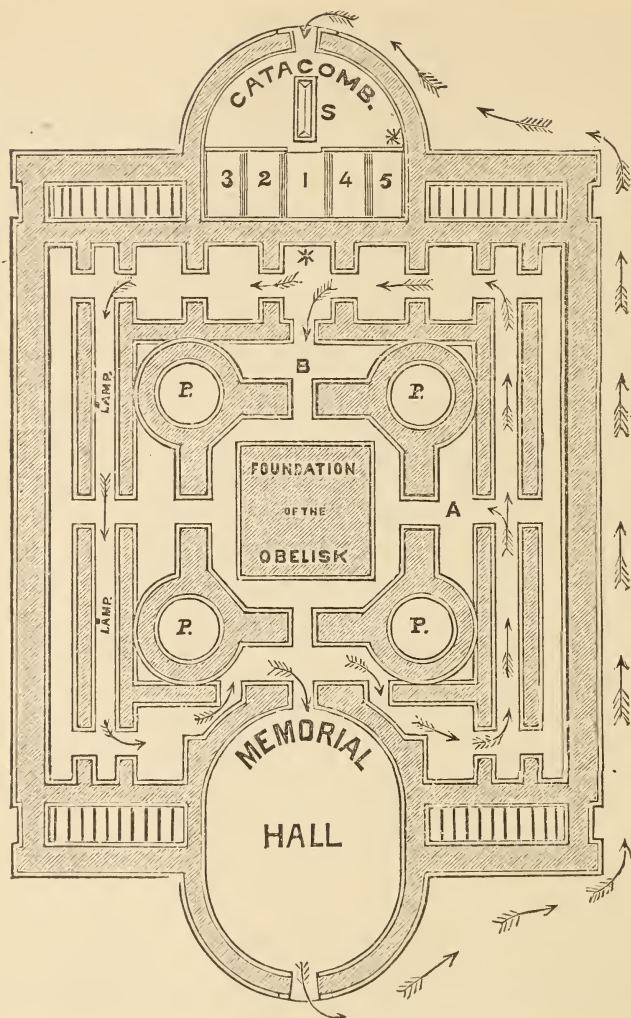 CATACOMB.
S
3 2 1 4 5
B
P. P.
LAMP.
FOUNDATION
OF THE
OBELISK
A
LAMP.
P. P.
MEMORIAL
HALL